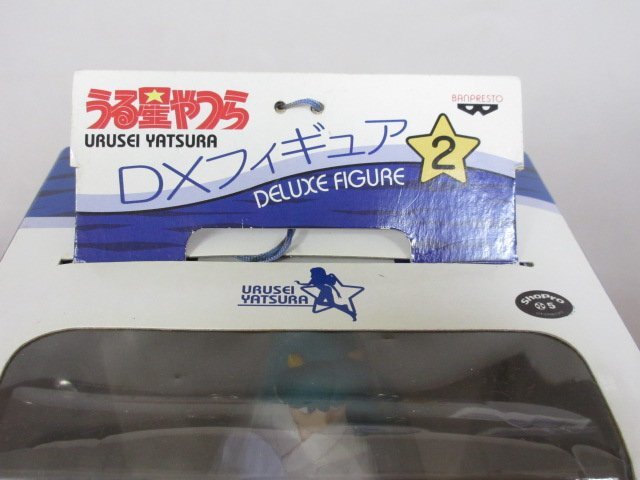 うる星やつら
URUSEI YATSURA
BANPRESTO
DXフィギュア 2
DELUXE FIGURE
URUSEI
YATSURA
ShoPro
S